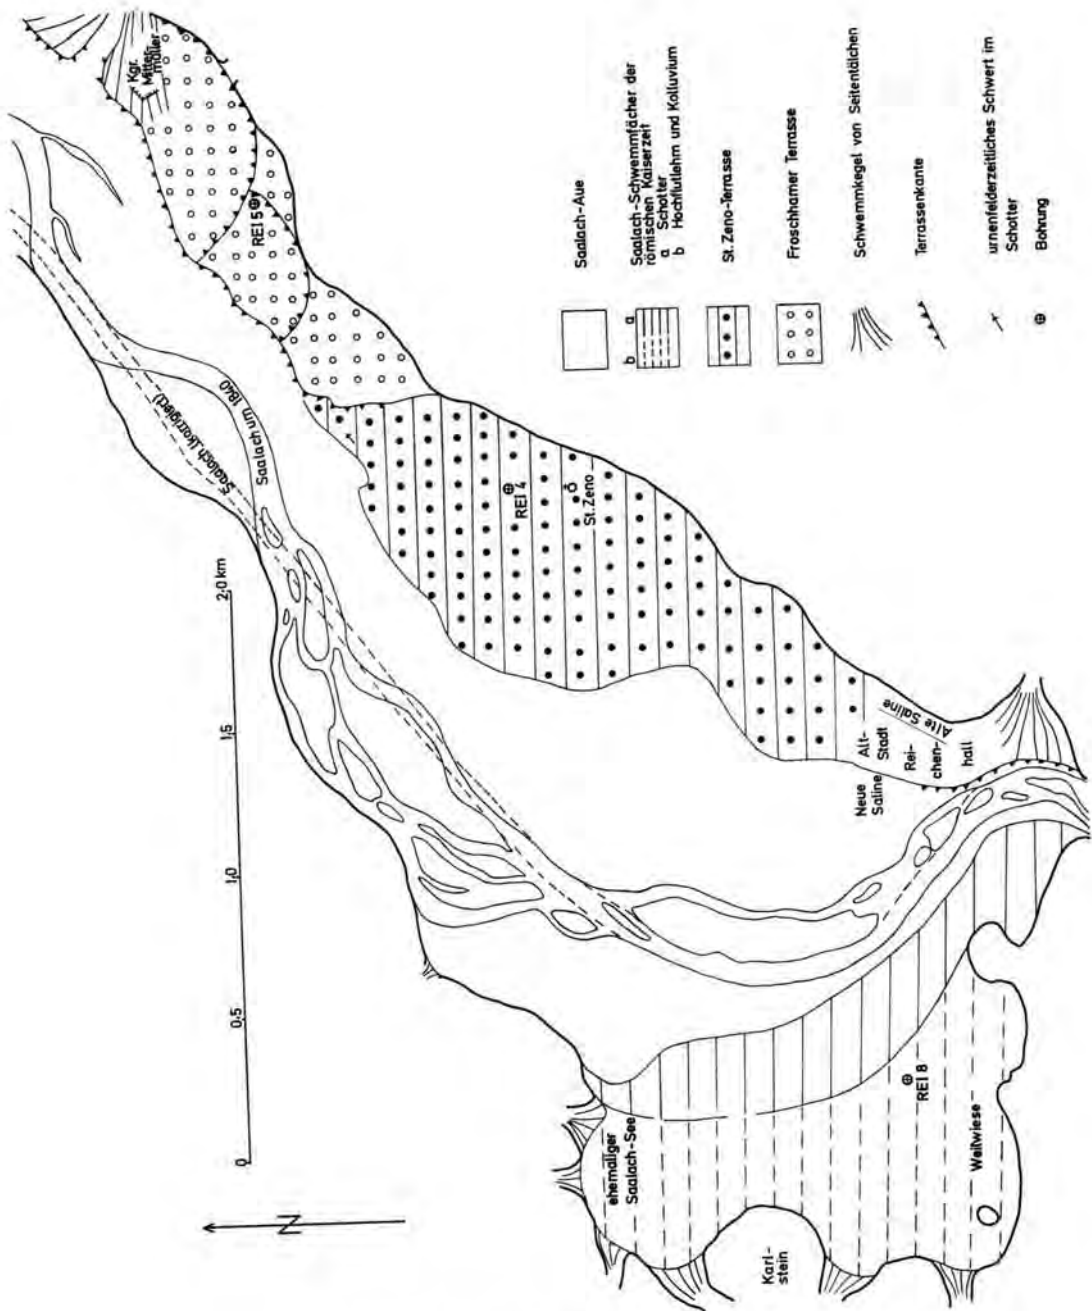 N
0
0.5
1.0
1.5
2.0 km
Saalach (korrigiert)
Saalach um 1840
Kgr.
Mitter-
müller
REI 5
REI 4
St. Zeno
ehemaliger
Saalach-See
Karl-
stein
REI 8
Weitwiese
Neue
Saline
Alt-
Stadt
Rei-
chen-
hall
Alte Saline
Saalach-Aue
b a
Saalach-Schwemmfächer der
römischen Kaiserzeit
a Schotter
b Hochflutlehm und Kolluvium
St. Zeno-Terrasse
Froschhamer Terrasse
Schwemmkegel von Seitentälchen
Terrassenkante
urnenfelderzeitliches Schwert im
Schotter
Bohrung